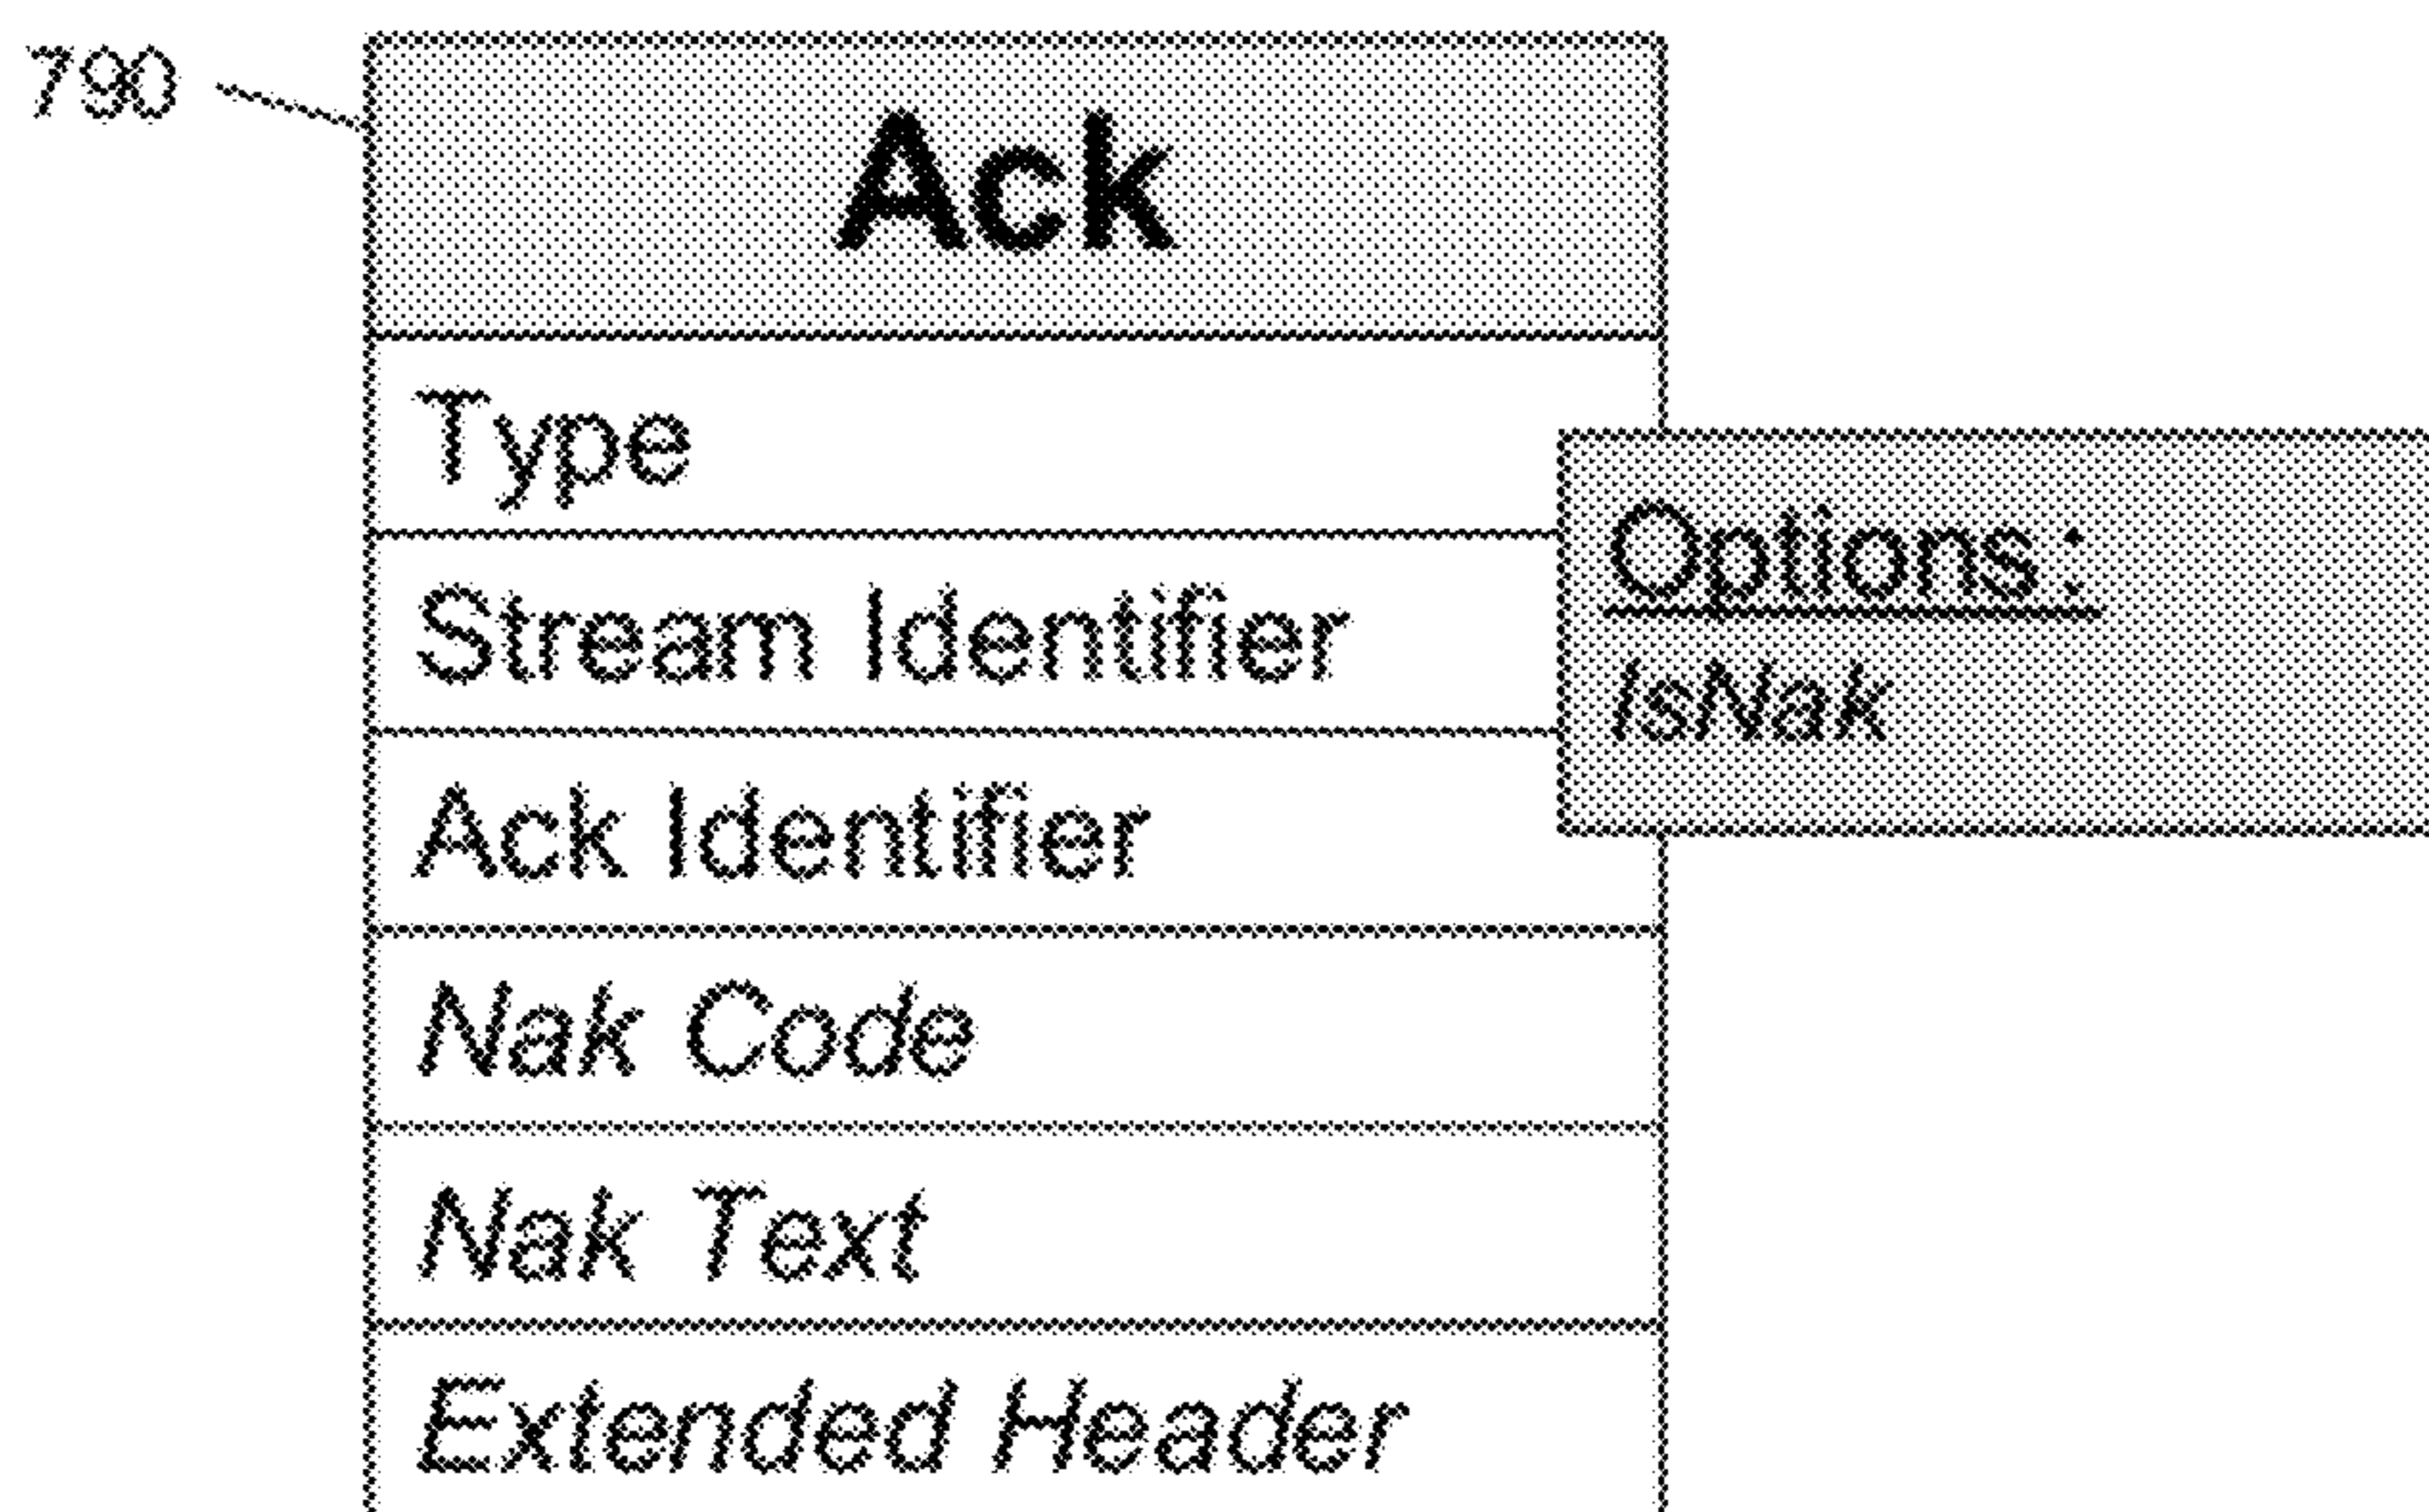 790
Ack
Type
Options:
Stream Identifier
IsNak
Ack Identifier
Nak Code
Nak Text
Extended Header